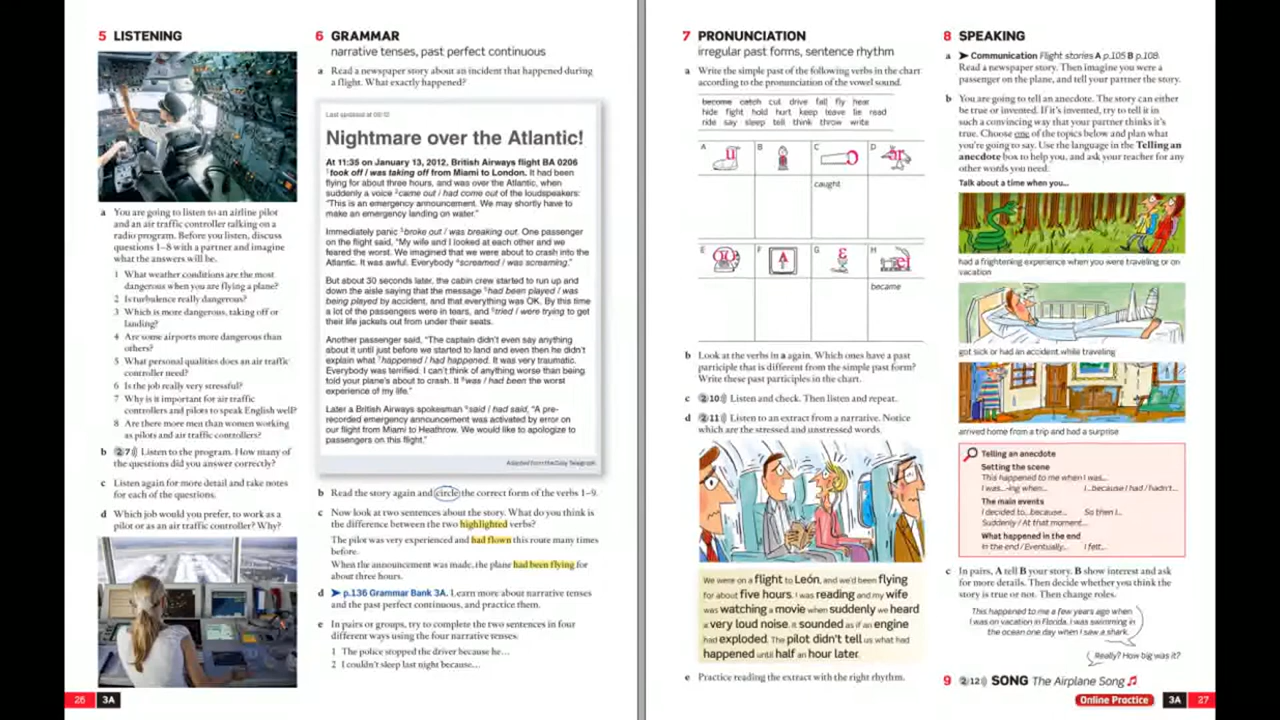 5 LISTENING
a You are going to listen to an airline pilot
and an air traffic controller talking on a
radio program. Before you listen, discuss
questions 1–8 with a partner and imagine
what the answers will be.
1 What weather conditions are the most
dangerous when you are flying a plane?
2 Is turbulence really dangerous?
3 Which is more dangerous, taking off or
landing?
4 Are some airports more dangerous than
others?
5 What personal qualities does an air traffic
controller need?
6 Is the job really very stressful?
7 Why is it important for air traffic
controllers and pilots to speak English well?
8 Are there more men than women working
as pilots and air traffic controllers?
b 2 7)) Listen to the program. How many of
the questions did you answer correctly?
c Listen again for more detail and take notes
for each of the questions.
d Which job would you prefer, to work as a
pilot or as an air traffic controller? Why?
26 3A
6 GRAMMAR
narrative tenses, past perfect continuous
a Read a newspaper story about an incident that happened during
a flight. What exactly happened?
Last updated at 09:12
Nightmare over the Atlantic!
At 11:35 on January 13, 2012, British Airways flight BA 0206
1took off / was taking off from Miami to London. It had been
flying for about three hours, and was over the Atlantic, when
suddenly a voice 2came out / had come out of the loudspeakers:
"This is an emergency announcement. We may shortly have to
make an emergency landing on water."
Immediately panic 3broke out / was breaking out. One passenger
on the flight said, "My wife and I looked at each other and we
feared the worst. We imagined that we were about to crash into the
Atlantic. It was awful. Everybody 4screamed / was screaming."
But about 30 seconds later, the cabin crew started to run up and
down the aisle saying that the message 5had been played / was
being played by accident, and that everything was OK. By this time
a lot of the passengers were in tears, and 6tried / were trying to get
their life jackets out from under their seats.
Another passenger said, "The captain didn't even say anything
about it until just before we started to land and even then he didn't
explain what 7happened / had happened. It was very traumatic.
Everybody was terrified. I can't think of anything worse than being
told your plane's about to crash. It 8was / had been the worst
experience of my life."
Later a British Airways spokesman 9said / had said, "A pre-
recorded emergency announcement was activated by error on
our flight from Miami to Heathrow. We would like to apologize to
passengers on this flight."
Adapted from the Daily Telegraph
b Read the story again and circle the correct form of the verbs 1–9.
c Now look at two sentences about the story. What do you think is
the difference between the two highlighted verbs?
The pilot was very experienced and had flown this route many times
before.
When the announcement was made, the plane had been flying for
about three hours.
d ➤ p.136 Grammar Bank 3A. Learn more about narrative tenses
and the past perfect continuous, and practice them.
e In pairs or groups, try to complete the two sentences in four
different ways using the four narrative tenses.
1 The police stopped the driver because he...
2 I couldn't sleep last night because...
7 PRONUNCIATION
irregular past forms, sentence rhythm
a Write the simple past of the following verbs in the chart
according to the pronunciation of the vowel sound.
become catch cut drive fall fly hear
hide fight hold hurt keep leave lie read
ride say sleep tell think throw write
A B C D
caught
E F G H
became
b Look at the verbs in a again. Which ones have a past
participle that is different from the simple past form?
Write these past participles in the chart.
c 2 10)) Listen and check. Then listen and repeat.
d 2 11)) Listen to an extract from a narrative. Notice
which are the stressed and unstressed words.
We were on a flight to León, and we'd been flying
for about five hours. I was reading and my wife
was watching a movie when suddenly we heard
a very loud noise. It sounded as if an engine
had exploded. The pilot didn't tell us what had
happened until half an hour later.
e Practice reading the extract with the right rhythm.
8 SPEAKING
a ➤ Communication Flight stories A p.105 B p.108.
Read a newspaper story. Then imagine you were a
passenger on the plane, and tell your partner the story.
b You are going to tell an anecdote. The story can either
be true or invented. If it's invented, try to tell it in
such a convincing way that your partner thinks it's
true. Choose one of the topics below and plan what
you're going to say. Use the language in the Telling an
anecdote box to help you, and ask your teacher for any
other words you need.
Talk about a time when you...
had a frightening experience when you were traveling or on
vacation
got sick or had an accident while traveling
arrived home from a trip and had a surprise
Telling an anecdote
Setting the scene
This happened to me when I was...
I was...-ing when... I...because I had / hadn't...
The main events
I decided to...because... So then I...
Suddenly / At that moment...
What happened in the end
In the end / Eventually... I felt...
c In pairs, A tell B your story. B show interest and ask
for more details. Then decide whether you think the
story is true or not. Then change roles.
This happened to me a few years ago when
I was on vacation in Florida. I was swimming in
the ocean one day when I saw a shark.
Really? How big was it?
9 2 12)) SONG The Airplane Song
Online Practice 3A 27